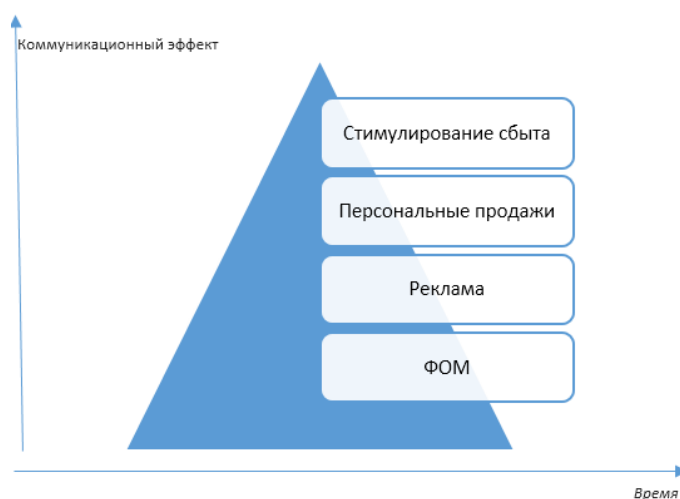 Коммуникационный эффект
Стимулирование сбыта
Персональные продажи
Реклама
ФОМ
Время